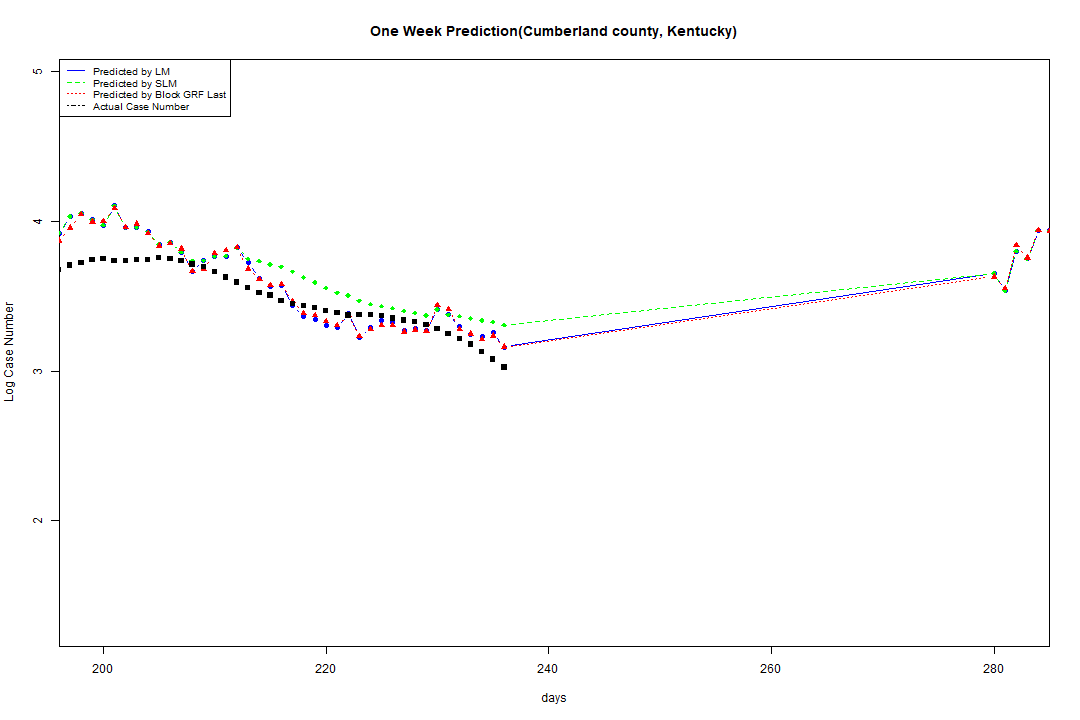 One Week Prediction(Cumberland county, Kentucky)
Predicted by LM
Predicted by SLM
Predicted by Block GRF Last
Actual Case Number
5
4
3
2
Log Case Number
200 220 240 260 280
days